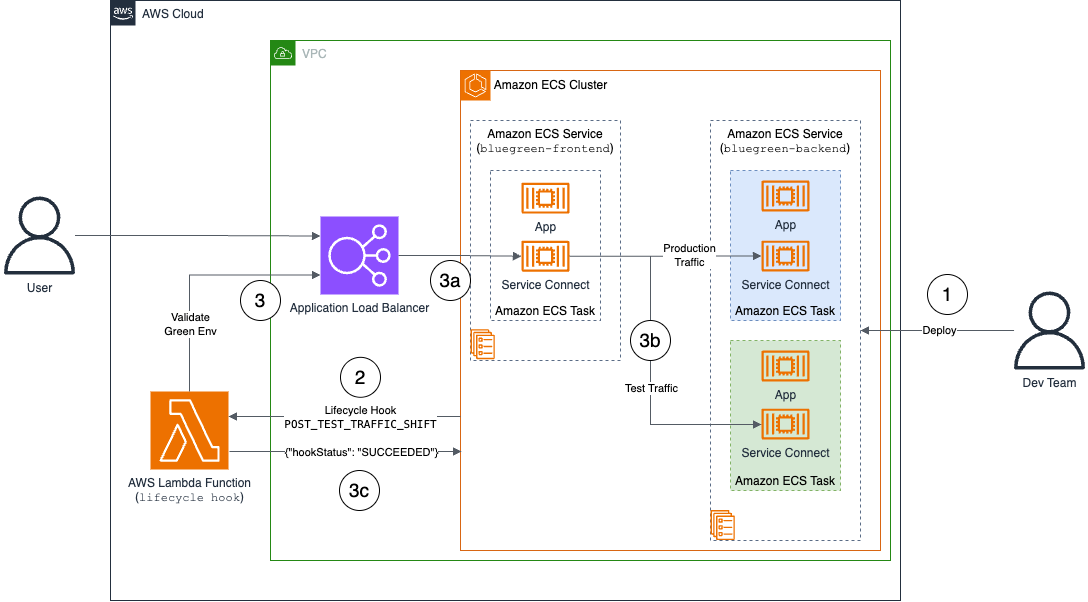 aws
AWS Cloud
VPC
Amazon ECS Cluster
Amazon ECS Service
(bluegreen-frontend)
App
Service Connect
Amazon ECS Task
Amazon ECS Service
(bluegreen-backend)
App
Service Connect
Amazon ECS Task
App
Service Connect
Amazon ECS Task
Production
Traffic
3b
Test Traffic
User
Application Load Balancer
3
3a
Validate
Green Env
2
Lifecycle Hook
POST_TEST_TRAFFIC_SHIFT
{"hookStatus": "SUCCEEDED"}
3c
AWS Lambda Function
(lifecycle hook)
1
Deploy
Dev Team